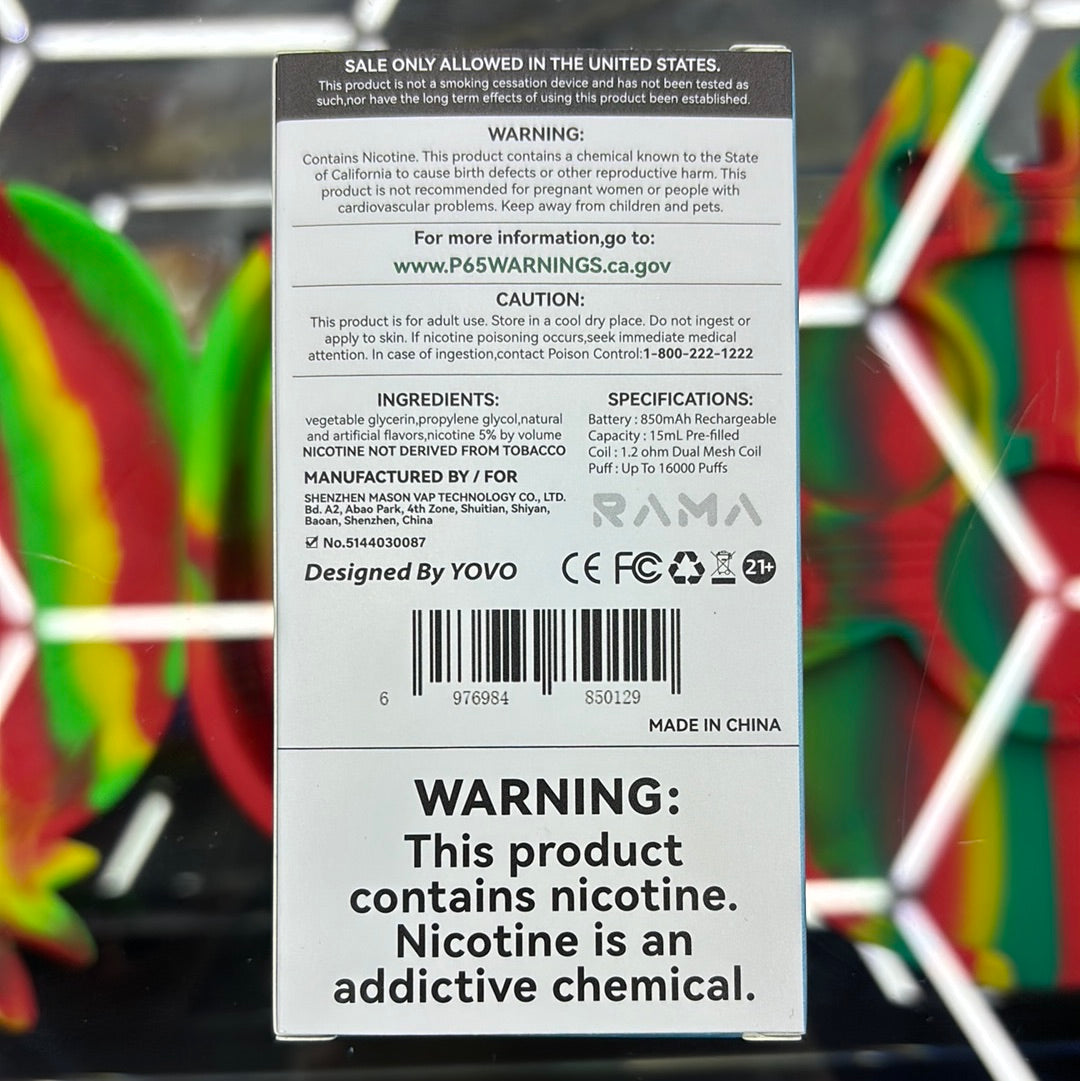 SALE ONLY ALLOWED IN THE UNITED STATES.
This product is not a smoking cessation device and has not been tested as
such,nor have the long term effects of using this product been established.
WARNING:
Contains Nicotine. This product contains a chemical known to the State
of California to cause birth defects or other reproductive harm. This
product is not recommended for pregnant women or people with
cardiovascular problems. Keep away from children and pets.
For more information,go to:
www.P65WARNINGS.ca.gov
CAUTION:
This product is for adult use. Store in a cool dry place. Do not ingest or
apply to skin. If nicotine poisoning occurs,seek immediate medical
attention. In case of ingestion,contact Poison Control:1-800-222-1222
INGREDIENTS:
vegetable glycerin,propylene glycol,natural
and artificial flavors,nicotine 5% by volume
NICOTINE NOT DERIVED FROM TOBACCO
MANUFACTURED BY / FOR
SHENZHEN MASON VAP TECHNOLOGY CO., LTD.
Bd. A2, Abao Park, 4th Zone, Shuitian, Shiyan,
Baoan, Shenzhen, China
No.5144030087
Designed By YOVO
SPECIFICATIONS:
Battery : 850mAh Rechargeable
Capacity : 15mL Pre-filled
Coil : 1.2 ohm Dual Mesh Coil
Puff : Up To 16000 Puffs
RAMA
CE FC 21+
6 976984 850129
MADE IN CHINA
WARNING:
This product
contains nicotine.
Nicotine is an
addictive chemical.